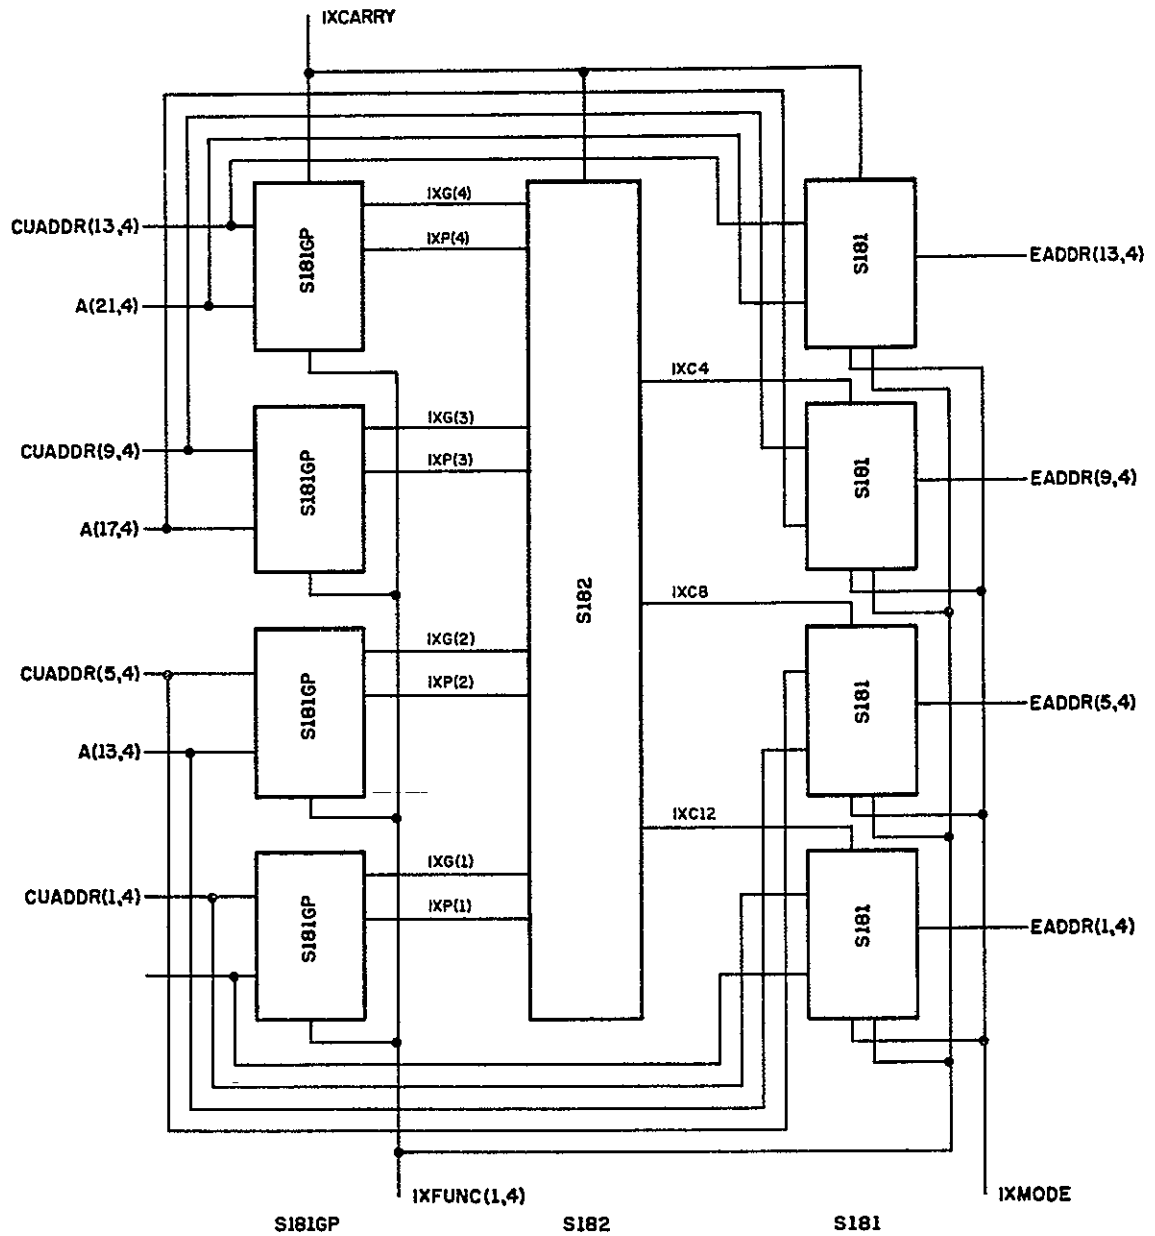 IXCARRY
CUADDR(13,4)
A(21,4)
S181GP
IXG(4)
IXP(4)
S181
EADDR(13,4)
IXC4
CUADDR(9,4)
A(17,4)
S181GP
IXG(3)
IXP(3)
S181
EADDR(9,4)
S182
IXC8
CUADDR(5,4)
A(13,4)
S181GP
IXG(2)
IXP(2)
S181
EADDR(5,4)
IXC12
CUADDR(1,4)
S181GP
IXG(1)
IXP(1)
S181
EADDR(1,4)
IXFUNC(1,4)
IXMODE
S181GP
S182
S181